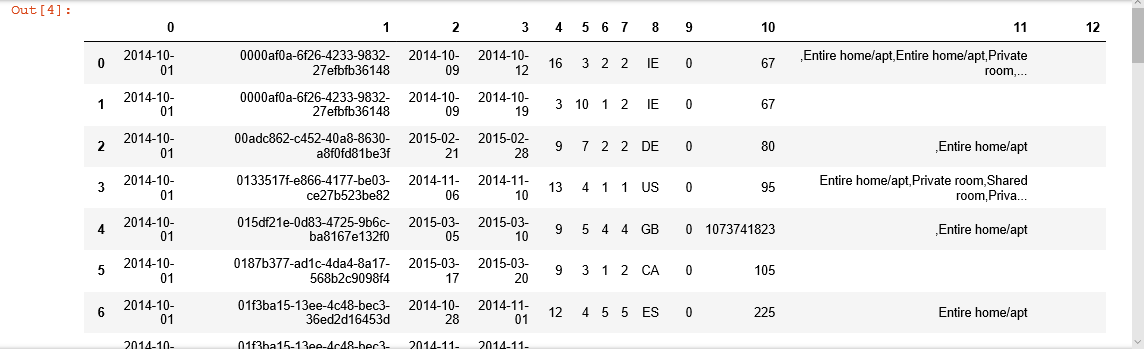 Out[4]:
0 1 2 3 4 5 6 7 8 9 10 11 12
0 2014-10-01 0000af0a-6f26-4233-9832-27efbfb36148 2014-10-09 2014-10-12 16 3 2 2 IE 0 67 ,Entire home/apt,Entire home/apt,Private room,...
1 2014-10-01 0000af0a-6f26-4233-9832-27efbfb36148 2014-10-09 2014-10-19 3 10 1 2 IE 0 67
2 2014-10-01 00adc862-c452-40a8-8630-a8f0fd81be3f 2015-02-21 2015-02-28 9 7 2 2 DE 0 80 ,Entire home/apt
3 2014-10-01 0133517f-e866-4177-be03-ce27b523be82 2014-11-06 2014-11-10 13 4 1 1 US 0 95 Entire home/apt,Private room,Shared room,Priva...
4 2014-10-01 015df21e-0d83-4725-9b6c-ba8167e132f0 2015-03-05 2015-03-10 9 5 4 4 GB 0 1073741823 ,Entire home/apt
5 2014-10-01 0187b377-ad1c-4da4-8a17-568b2c9098f4 2015-03-17 2015-03-20 9 3 1 2 CA 0 105
6 2014-10-01 01f3ba15-13ee-4c48-bec3-36ed2d16453d 2014-10-28 2014-11-01 12 4 5 5 ES 0 225 Entire home/apt
2014-10- 01f3ba15-13ee-4c48-bec3- 2014-11- 2014-11-